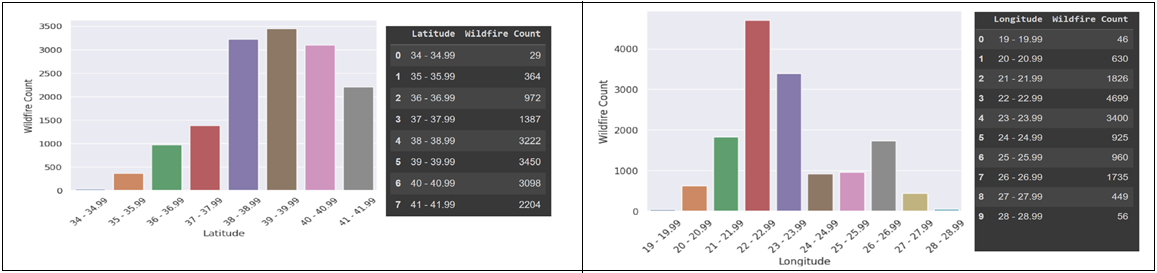 3500
3000
2500
2000
1500
1000
500
0
Wildfire Count
34 - 34.99
35 - 35.99
36 - 36.99
37 - 37.99
38 - 38.99
39 - 39.99
40 - 40.99
41 - 41.99
Latitude
Latitude Wildfire Count
0 34 - 34.99 29
1 35 - 35.99 364
2 36 - 36.99 972
3 37 - 37.99 1387
4 38 - 38.99 3222
5 39 - 39.99 3450
6 40 - 40.99 3098
7 41 - 41.99 2204
4000
3000
2000
1000
0
Wildfire Count
19 - 19.99
20 - 20.99
21 - 21.99
22 - 22.99
23 - 23.99
24 - 24.99
25 - 25.99
26 - 26.99
27 - 27.99
28 - 28.99
Longitude
Longitude Wildfire Count
0 19 - 19.99 46
1 20 - 20.99 630
2 21 - 21.99 1826
3 22 - 22.99 4699
4 23 - 23.99 3400
5 24 - 24.99 925
6 25 - 25.99 960
7 26 - 26.99 1735
8 27 - 27.99 449
9 28 - 28.99 56